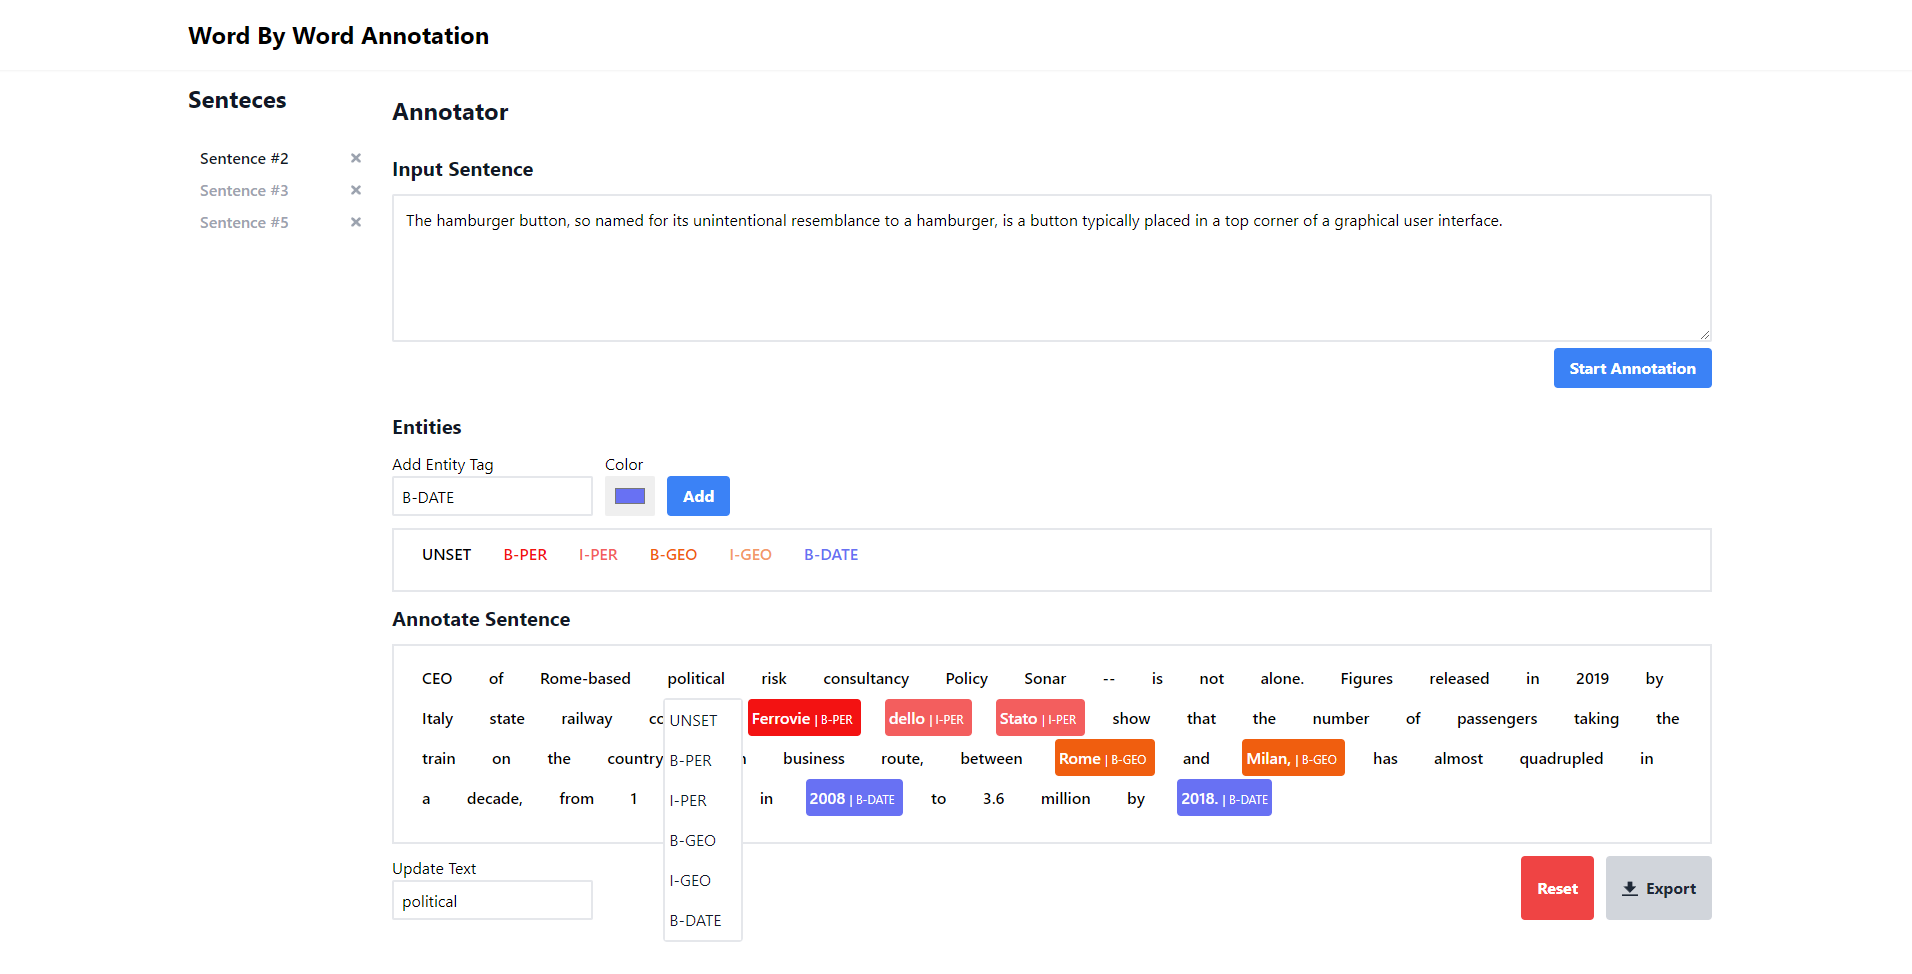 Word By Word Annotation
Senteces
Sentence #2
Sentence #3
Sentence #5
Annotator
Input Sentence
The hamburger button, so named for its unintentional resemblance to a hamburger, is a button typically placed in a top corner of a graphical user interface.
Start Annotation
Entities
Add Entity Tag Color
B-DATE Add
UNSET B-PER I-PER B-GEO I-GEO B-DATE
Annotate Sentence
CEO of Rome-based political risk consultancy Policy Sonar -- is not alone. Figures released in 2019 by
Italy state railway Ferrovie | B-PER dello | I-PER Stato | I-PER show that the number of passengers taking the
train on the business route, between Rome | B-GEO and Milan, | B-GEO has almost quadrupled in
a decade, from 1 in 2008 | B-DATE to 3.6 million by 2018. | B-DATE
UNSET
B-PER
I-PER
B-GEO
I-GEO
B-DATE
Update Text
political
Reset Export